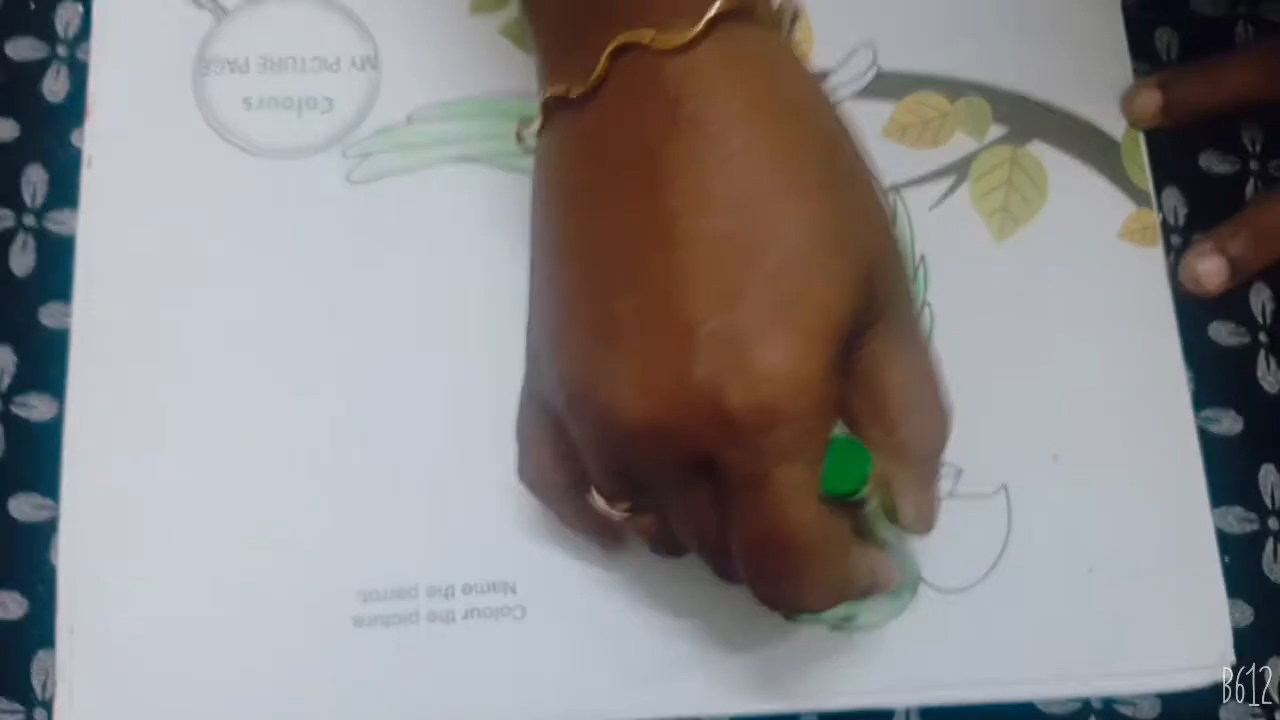 Colour the picture
Name the parrot
Colours
MY PICTURE PAGE
B612